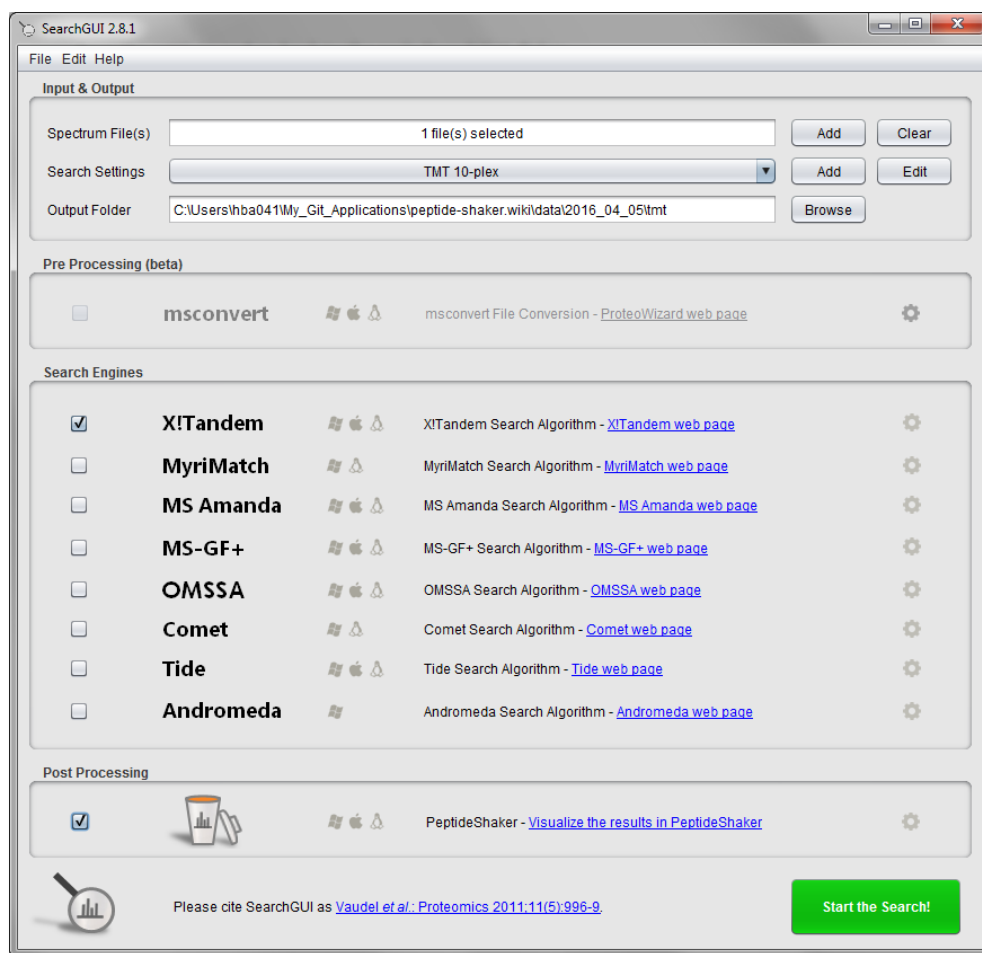 SearchGUI 2.8.1
File Edit Help
Input & Output
Spectrum File(s) 1 file(s) selected Add Clear
Search Settings TMT 10-plex Add Edit
Output Folder C:\Users\hba041\My_Git_Applications\peptide-shaker.wiki\data\2016_04_05\tmt Browse
Pre Processing (beta)
msconvert msconvert File Conversion - ProteoWizard web page
Search Engines
X!Tandem X!Tandem Search Algorithm - X!Tandem web page
MyriMatch MyriMatch Search Algorithm - MyriMatch web page
MS Amanda MS Amanda Search Algorithm - MS Amanda web page
MS-GF+ MS-GF+ Search Algorithm - MS-GF+ web page
OMSSA OMSSA Search Algorithm - OMSSA web page
Comet Comet Search Algorithm - Comet web page
Tide Tide Search Algorithm - Tide web page
Andromeda Andromeda Search Algorithm - Andromeda web page
Post Processing
PeptideShaker - Visualize the results in PeptideShaker
Please cite SearchGUI as Vaudel et al.: Proteomics 2011;11(5):996-9. Start the Search!